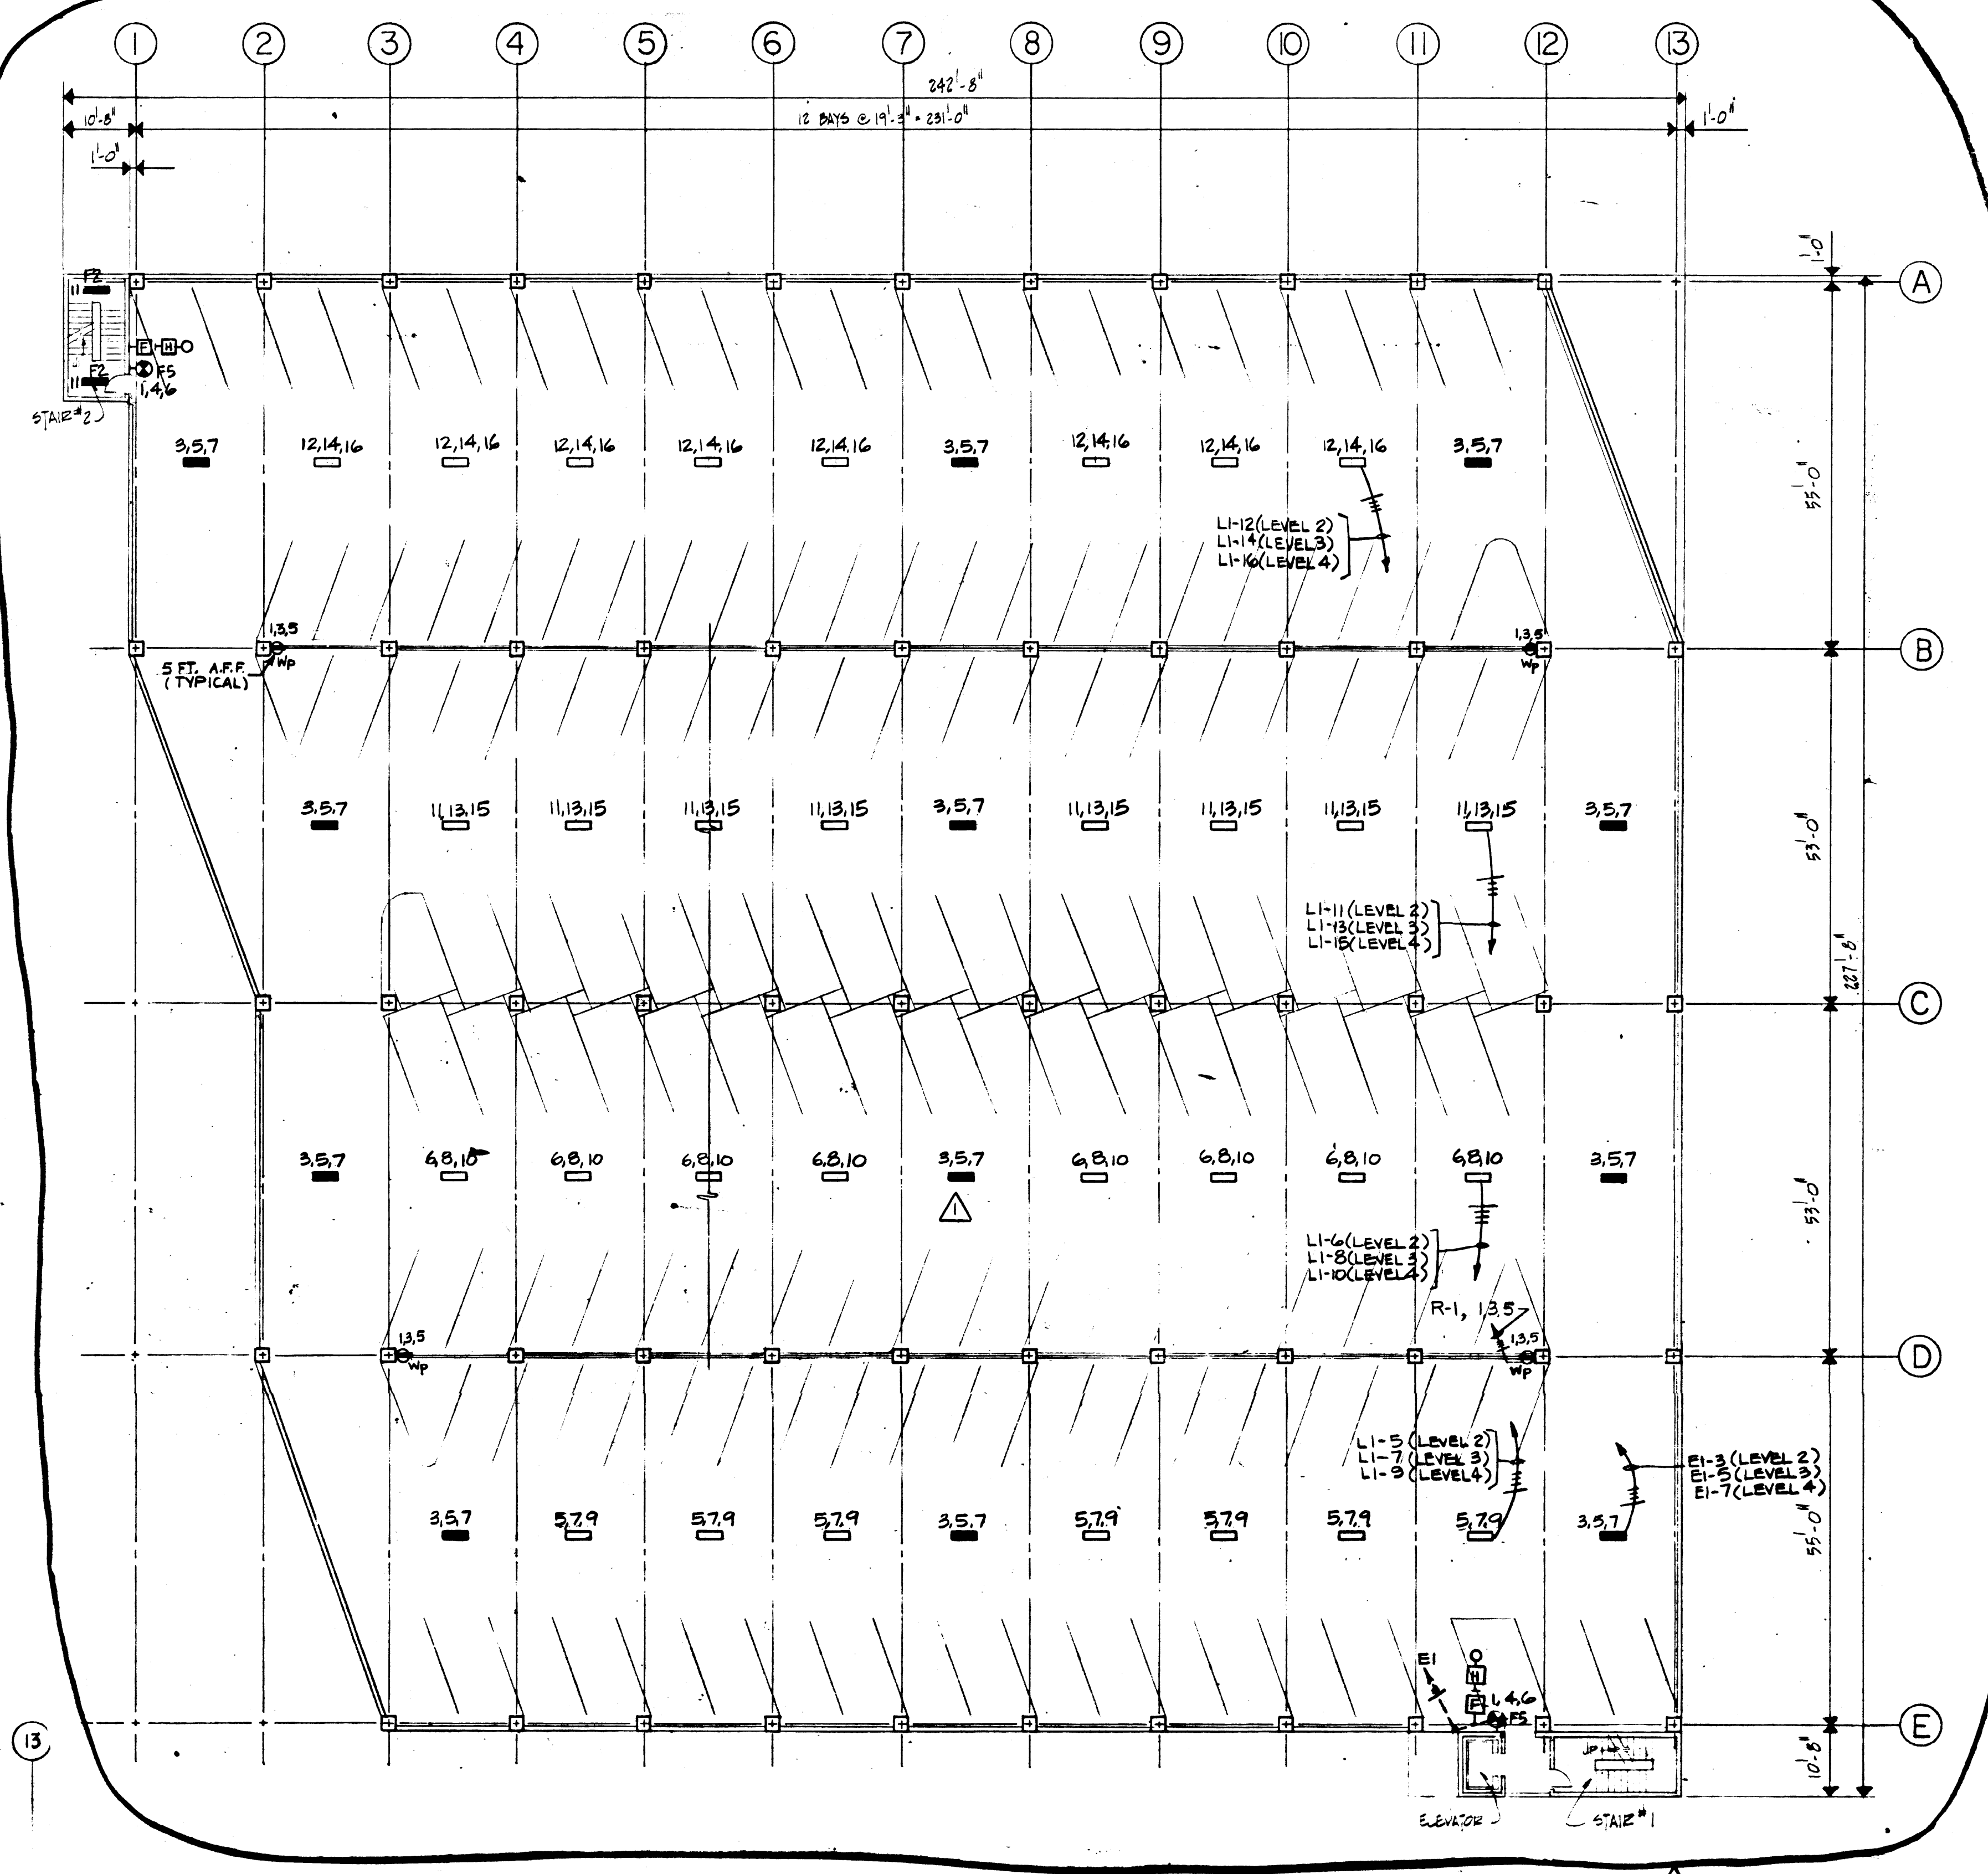 1 2 3 4 5 6 7 8 9 10 11 12 13
242'-8"
10'-8" 12 BAYS @ 19'-3" = 231'-0" 1'-0"
1'-0"
1'-0"
A
F2
F H
F2 F5
1,4,6
STAIR #2
3,5,7 12,14,16 12,14,16 12,14,16 12,14,16 12,14,16 3,5,7 12,14,16 12,14,16 12,14,16 3,5,7
55'-0"
L1-12 (LEVEL 2)
L1-14 (LEVEL 3)
L1-16 (LEVEL 4)
1,3,5 1,3,5
B
WP WP
5 FT. A.F.F.
(TYPICAL)
3,5,7 11,13,15 11,13,15 11,13,15 11,13,15 3,5,7 11,13,15 11,13,15 11,13,15 11,13,15 3,5,7
53'-0"
L1-11 (LEVEL 2)
L1-13 (LEVEL 3)
L1-15 (LEVEL 4)
227'-8"
C
3,5,7 6,8,10 6,8,10 6,8,10 6,8,10 3,5,7 6,8,10 6,8,10 6,8,10 6,8,10 3,5,7
1
53'-0"
L1-6 (LEVEL 2)
L1-8 (LEVEL 3)
L1-10 (LEVEL 4)
R-1, 1,3,5
1,3,5 1,3,5
D
WP WP
L1-5 (LEVEL 2)
L1-7 (LEVEL 3)
L1-9 (LEVEL 4)
E1-3 (LEVEL 2)
E1-5 (LEVEL 3)
E1-7 (LEVEL 4)
3,5,7 5,7,9 5,7,9 5,7,9 3,5,7 5,7,9 5,7,9 5,7,9 5,7,9 3,5,7
55'-0"
E1
H
F 1,4,6
F5
E
13
UP
10'-8"
ELEVATOR STAIR #1